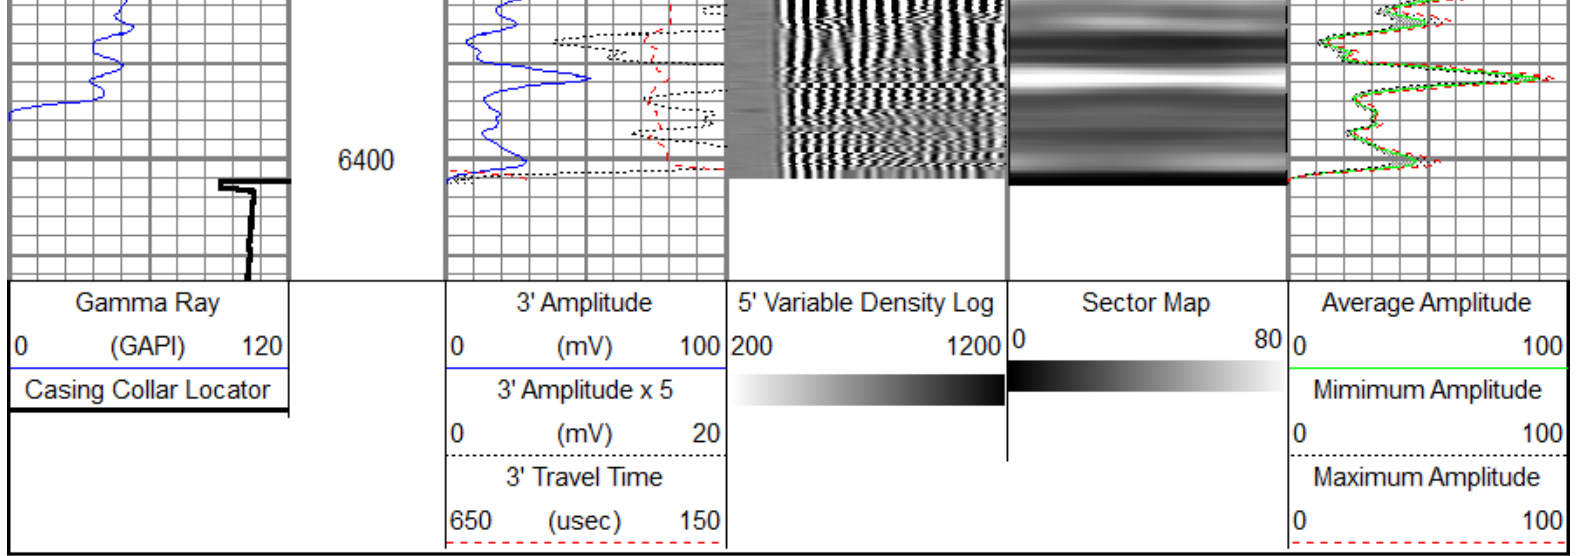 6400
Gamma Ray
0 (GAPI) 120
Casing Collar Locator
3' Amplitude
0 (mV) 100
3' Amplitude x 5
0 (mV) 20
3' Travel Time
650 (usec) 150
5' Variable Density Log
200 1200
Sector Map
0 80
Average Amplitude
0 100
Mimimum Amplitude
0 100
Maximum Amplitude
0 100